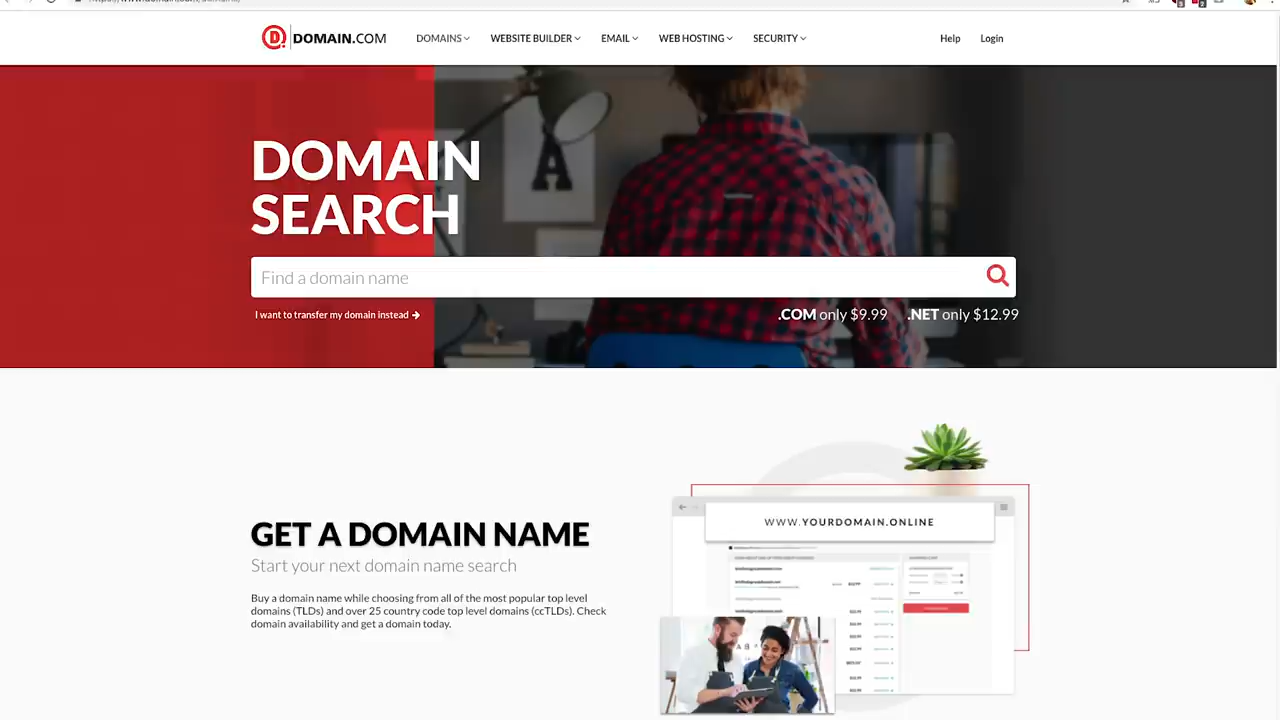 DOMAIN.COM
DOMAINS
WEBSITE BUILDER
EMAIL
WEB HOSTING
SECURITY
Help
Login
A
DOMAIN
SEARCH
Find a domain name
I want to transfer my domain instead
.COM only $9.99
.NET only $12.99
GET A DOMAIN NAME
Start your next domain name search
Buy a domain name while choosing from all of the most popular top level
domains (TLDs) and over 25 country code top level domains (ccTLDs). Check
domain availability and get a domain today.
WWW.YOURDOMAIN.ONLINE